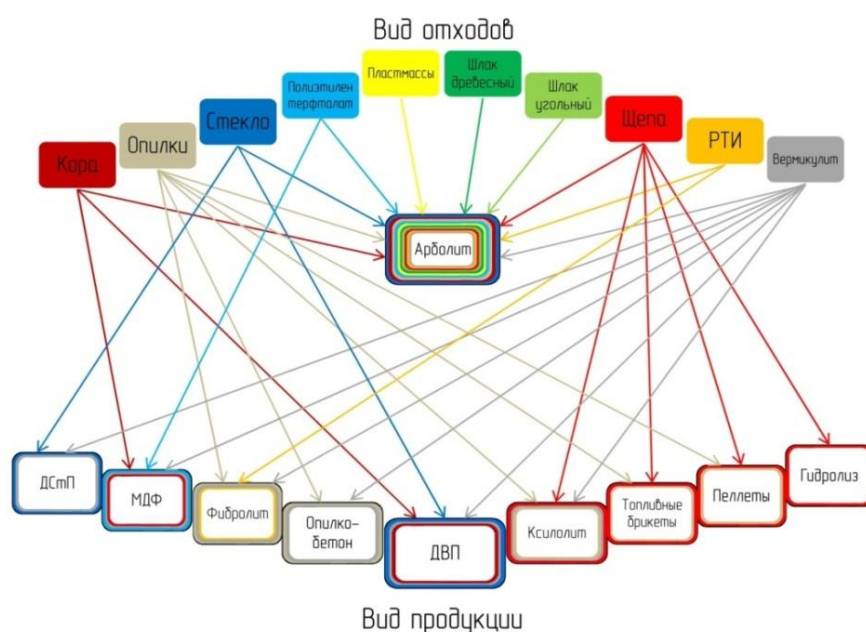 Вид отходов
Кора
Опилки
Стекло
Полиэтилен
терфталат
Пластмассы
Шлак
древесный
Шлак
угольный
Щепа
РТИ
Вермикулит
Арболит
ДСтП
МДФ
Фибролит
Опилко-
бетон
ДВП
Ксилолит
Топливные
брикеты
Пеллеты
Гидролиз
Вид продукции